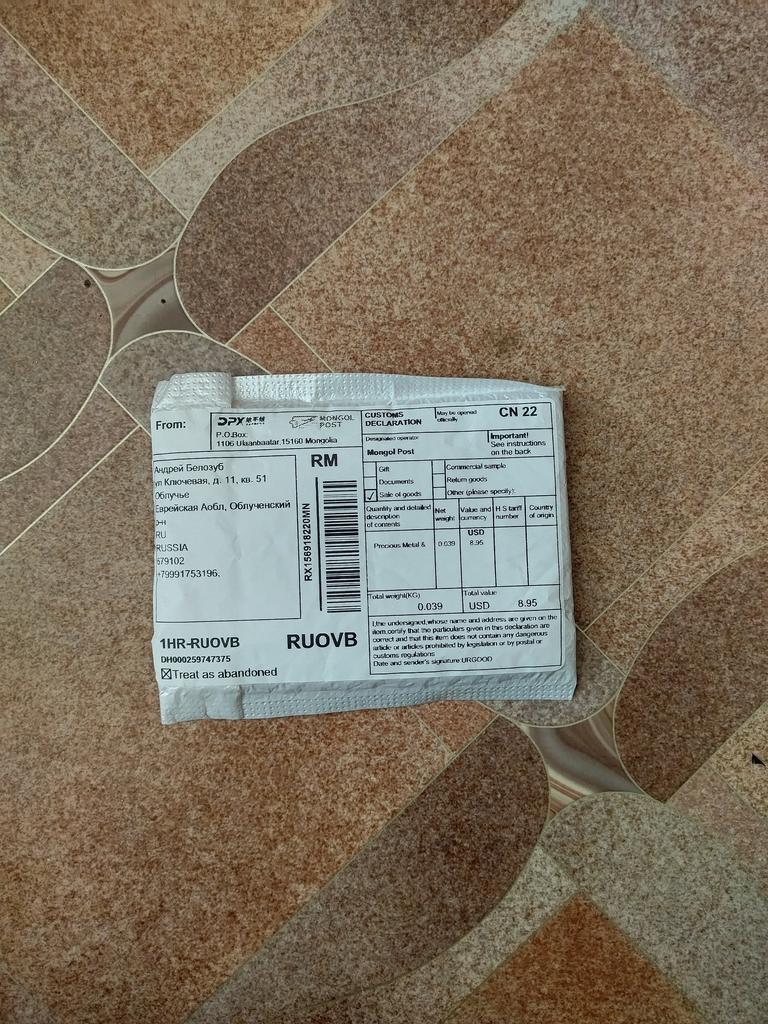 From:
DPX
MONGOL
POST
P.O.Box:
1106 Ulaanbaatar,15160 Mongolia
CUSTOMS
DECLARATION
May be opened
officially
CN 22
Designated operator
Mongol Post
Important!
See instructions
on the back
Андрей Белозуб
ул Ключевая, д. 11, кв. 51
Облучье
Еврейская Аобл, Облученский
р-н
RU
RUSSIA
679102
+79991753196,
RM
RX156918220MN
Gift
Commercial sample
Documents
Return goods
✓ Sale of goods
Other (please specify):
Quantity and detailed
description
of contents
Net
weight
Value and
currency
H S tariff
number
Country
of origin
USD
Precious Metal &
0.039
8.95
Total weight(KG)
0.039
Total value
USD 8.95
I,the undersigned,whose name and address are given on the
item,certify that the particulars given in this declaration are
correct and that this item does not contain any dangerous
article or articles prohibited by legislation or by postal or
customs regulations
Date and sender's signature:URGOOD
1HR-RUOVB
RUOVB
DH000259747375
☒Treat as abandoned